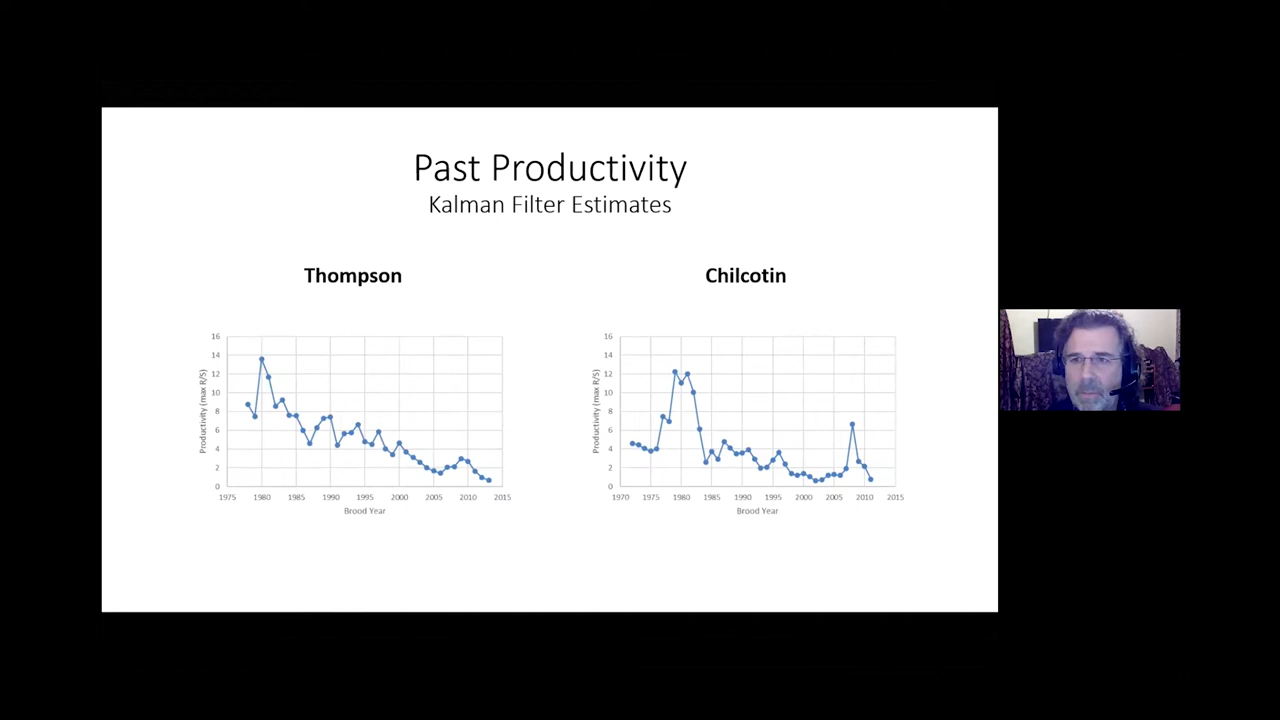 Past Productivity
Kalman Filter Estimates
Thompson
Chilcotin
16
14
12
10
8
6
4
2
0
Productivity (max R/S)
1975 1980 1985 1990 1995 2000 2005 2010 2015
Brood Year
16
14
12
10
8
6
4
2
0
Productivity (max R/S)
1970 1975 1980 1985 1990 1995 2000 2005 2010 2015
Brood Year